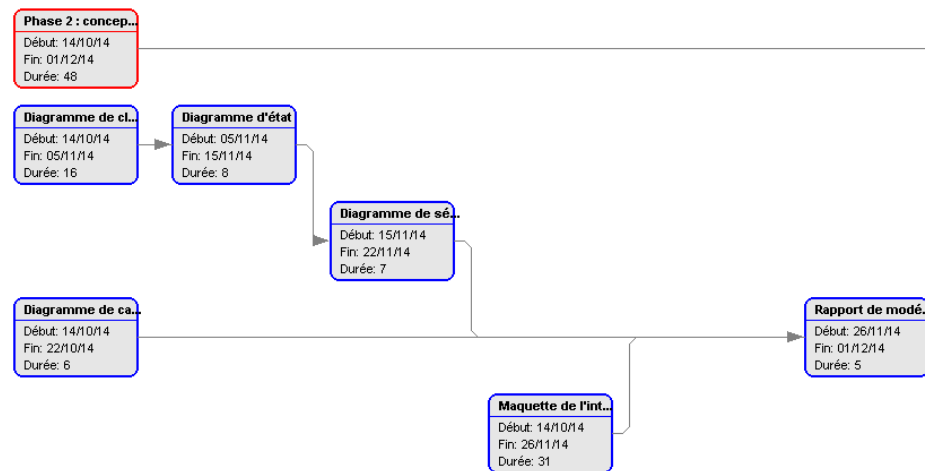 Phase 2 : concep...
Début: 14/10/14
Fin: 01/12/14
Durée: 48
Diagramme de cl...
Début: 14/10/14
Fin: 05/11/14
Durée: 16
Diagramme d'état
Début: 05/11/14
Fin: 15/11/14
Durée: 8
Diagramme de sé...
Début: 15/11/14
Fin: 22/11/14
Durée: 7
Diagramme de ca...
Début: 14/10/14
Fin: 22/10/14
Durée: 6
Rapport de modé.
Début: 26/11/14
Fin: 01/12/14
Durée: 5
Maquette de l'int...
Début: 14/10/14
Fin: 26/11/14
Durée: 31